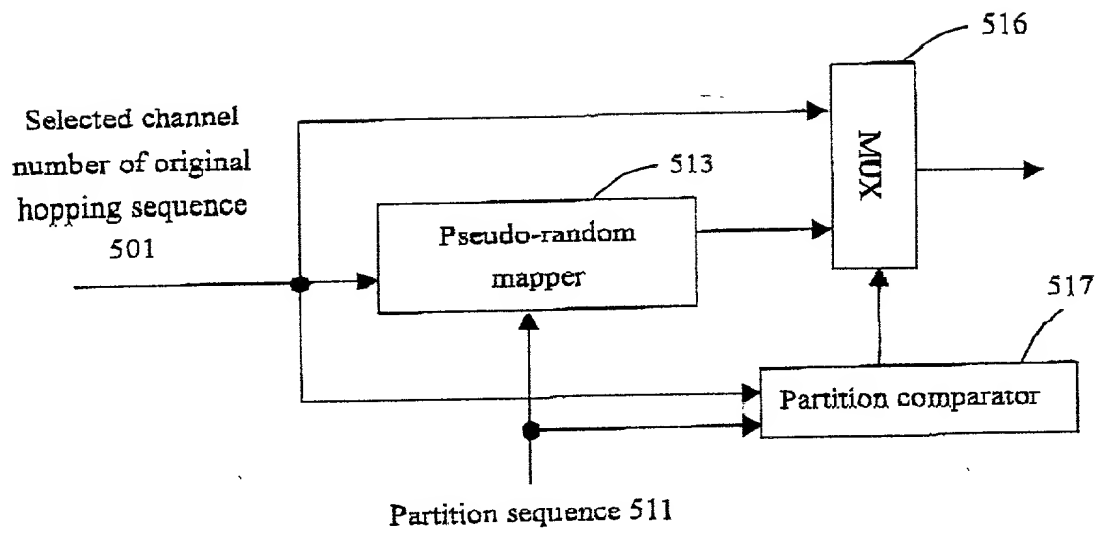 516
Selected channel
number of original
hopping sequence
501
MUX
513
Pseudo-random
mapper
517
Partition comparator
Partition sequence 511